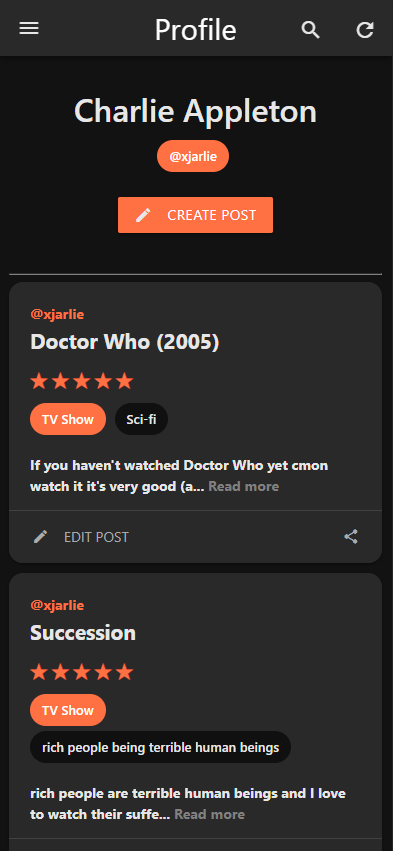 Profile
Charlie Appleton
@xjarlie
CREATE POST
@xjarlie
Doctor Who (2005)
TV Show Sci-fi
If you haven't watched Doctor Who yet cmon
watch it it's very good (a... Read more
EDIT POST
@xjarlie
Succession
TV Show
rich people being terrible human beings
rich people are terrible human beings and I love
to watch their suffe... Read more